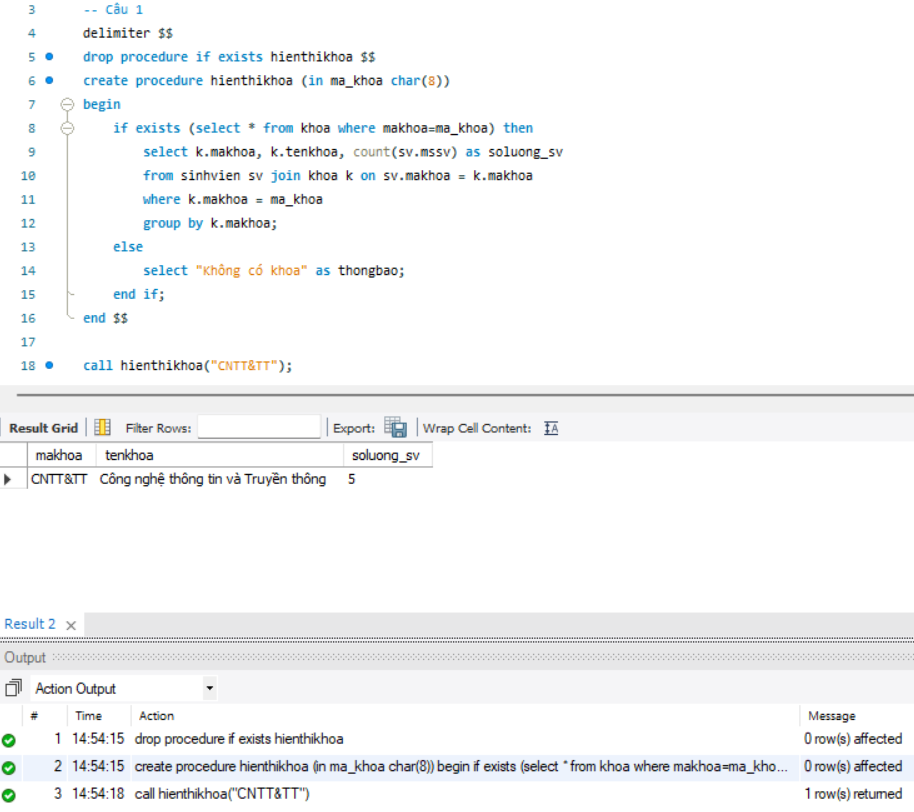 3 -- Câu 1
4 delimiter $$
5 drop procedure if exists hienthikhoa $$
6 create procedure hienthikhoa (in ma_khoa char(8))
7 begin
8 if exists (select * from khoa where makhoa=ma_khoa) then
9 select k.makhoa, k.tenkhoa, count(sv.mssv) as soluong_sv
10 from sinhvien sv join khoa k on sv.makhoa = k.makhoa
11 where k.makhoa = ma_khoa
12 group by k.makhoa;
13 else
14 select "Không có khoa" as thongbao;
15 end if;
16 end $$
17
18 call hienthikhoa("CNTT&TT");
Result Grid Filter Rows: Export: Wrap Cell Content: IA
makhoa tenkhoa soluong_sv
CNTT&TT Công nghệ thông tin và Truyền thông 5
Result 2 ×
Output
Action Output
# Time Action Message
1 14:54:15 drop procedure if exists hienthikhoa 0 row(s) affected
2 14:54:15 create procedure hienthikhoa (in ma_khoa char(8)) begin if exists (select * from khoa where makhoa=ma_kho... 0 row(s) affected
3 14:54:18 call hienthikhoa("CNTT&TT") 1 row(s) returned